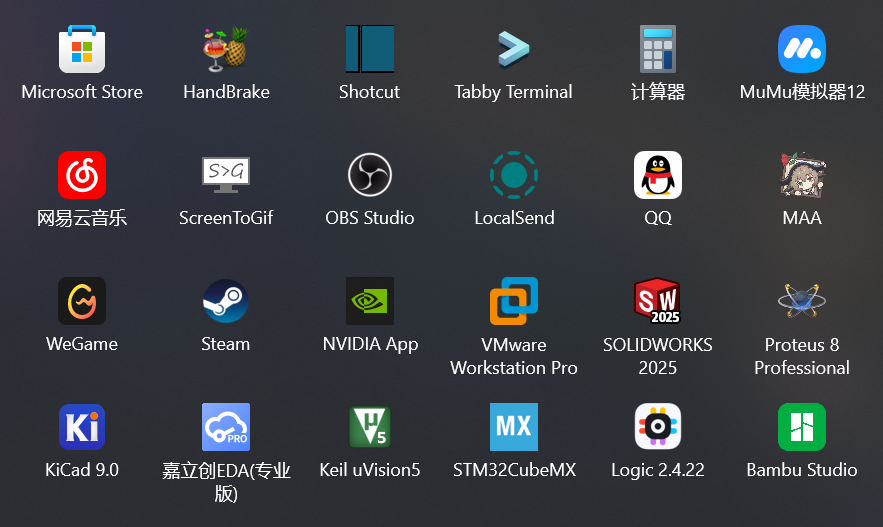 Microsoft Store
HandBrake
Shotcut
Tabby Terminal
计算器
MuMu模拟器12
网易云音乐
S>G
ScreenToGif
OBS Studio
LocalSend
QQ
MAA
WeGame
Steam
NVIDIA App
VMware
Workstation Pro
SW
2025
SOLIDWORKS
2025
Proteus 8
Professional
Ki
KiCad 9.0
PRO
嘉立创EDA(专业
版)
μV5
Keil uVision5
MX
STM32CubeMX
Logic 2.4.22
Bambu Studio